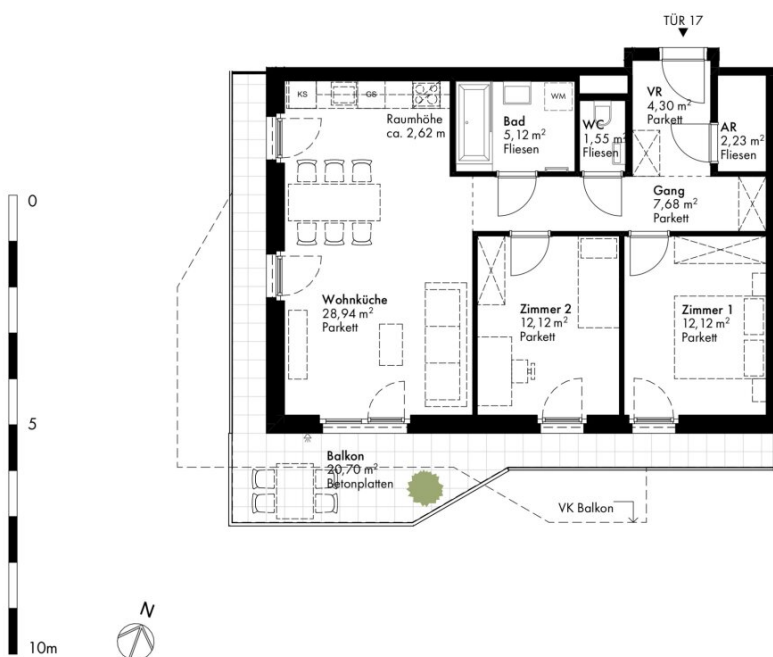 TÜR 17
KS
GS
Raumhöhe
ca. 2,62 m
Bad
5,12 m²
Fliesen
WM
WC
1,55 m²
Fliesen
VR
4,30 m²
Parkett
AR
2,23 m²
Fliesen
Gang
7,68 m²
Parkett
Wohnküche
28,94 m²
Parkett
Zimmer 2
12,12 m²
Parkett
Zimmer 1
12,12 m²
Parkett
Balkon
20,70 m²
Betonplatten
VK Balkon
0
5
10m
N